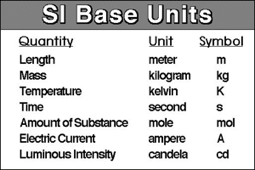 SI Base Units
Quantity Unit Symbol
Length meter m
Mass kilogram kg
Temperature kelvin K
Time second s
Amount of Substance mole mol
Electric Current ampere A
Luminous Intensity candela cd